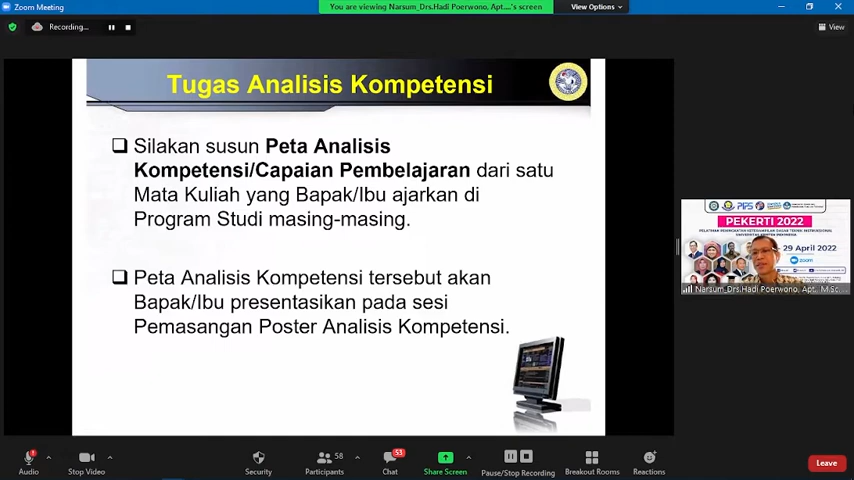 Zoom Meeting
You are viewing Narsum_Drs.Hadi Poerwono, Apt....'s screen
View Options
Recording...
View
Tugas Analisis Kompetensi
Silakan susun Peta Analisis
Kompetensi/Capaian Pembelajaran dari satu
Mata Kuliah yang Bapak/Ibu ajarkan di
Program Studi masing-masing.
Peta Analisis Kompetensi tersebut akan
Bapak/Ibu presentasikan pada sesi
Pemasangan Poster Analisis Kompetensi.
PEKERTI 2022
29 April 2022
zoom
Narsum_Drs.Hadi Poerwono, Apt., M.Sc...
58
53
Audio
Stop Video
Security
Participants
Chat
Share Screen
Pause/Stop Recording
Breakout Rooms
Reactions
Leave